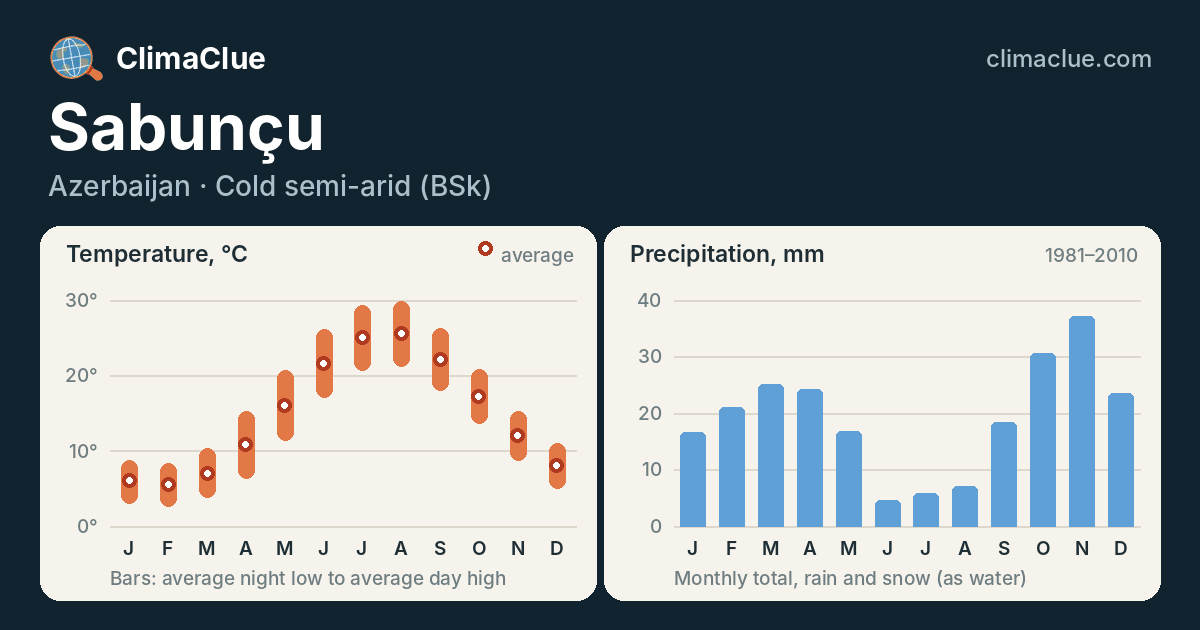 ClimaClue
climaclue.com
Sabunçu
Azerbaijan · Cold semi-arid (BSk)
Temperature, °C
average
30°
20°
10°
0°
J F M A M J J A S O N D
Bars: average night low to average day high
Precipitation, mm
1981–2010
40
30
20
10
0
J F M A M J J A S O N D
Monthly total, rain and snow (as water)